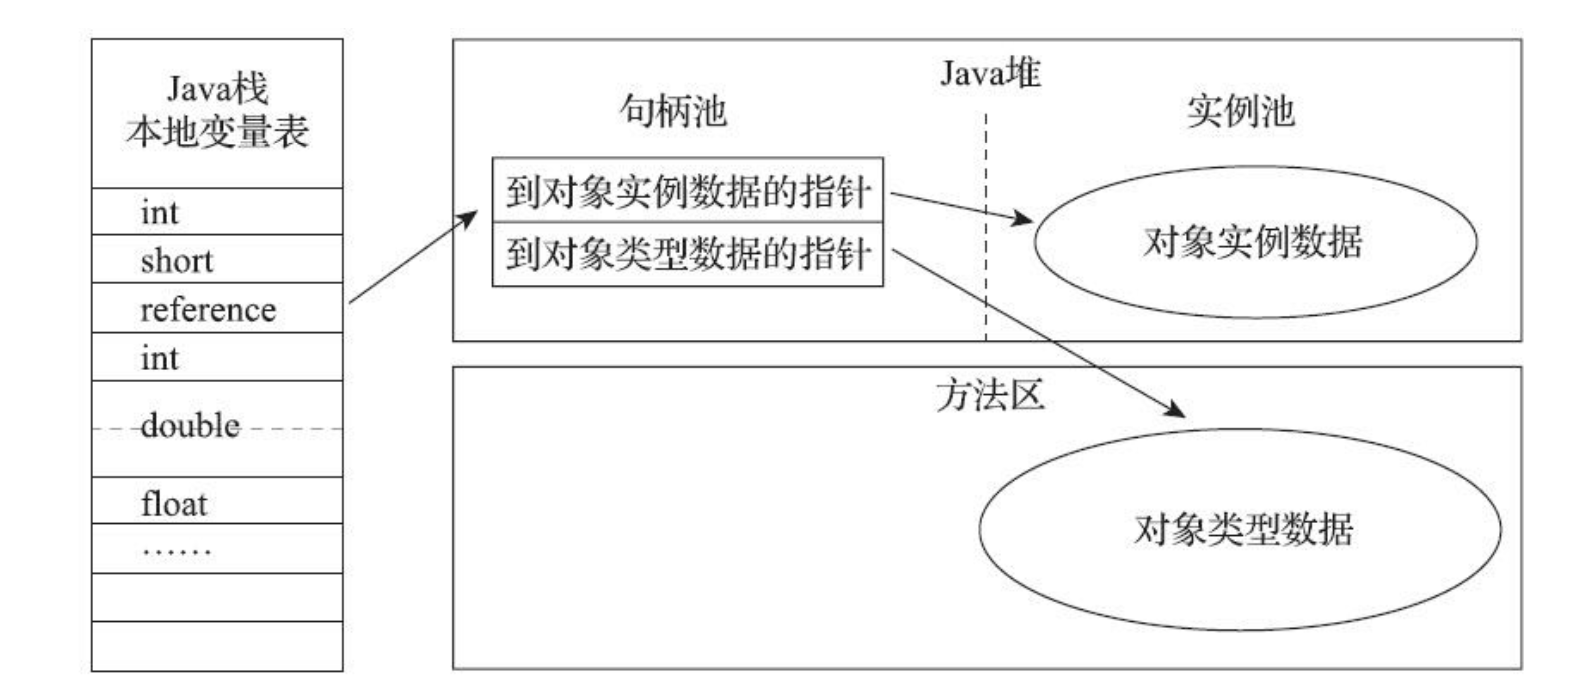 Java栈
本地变量表
int
short
reference
int
double
float
……
Java堆
句柄池
实例池
到对象实例数据的指针
到对象类型数据的指针
对象实例数据
方法区
对象类型数据